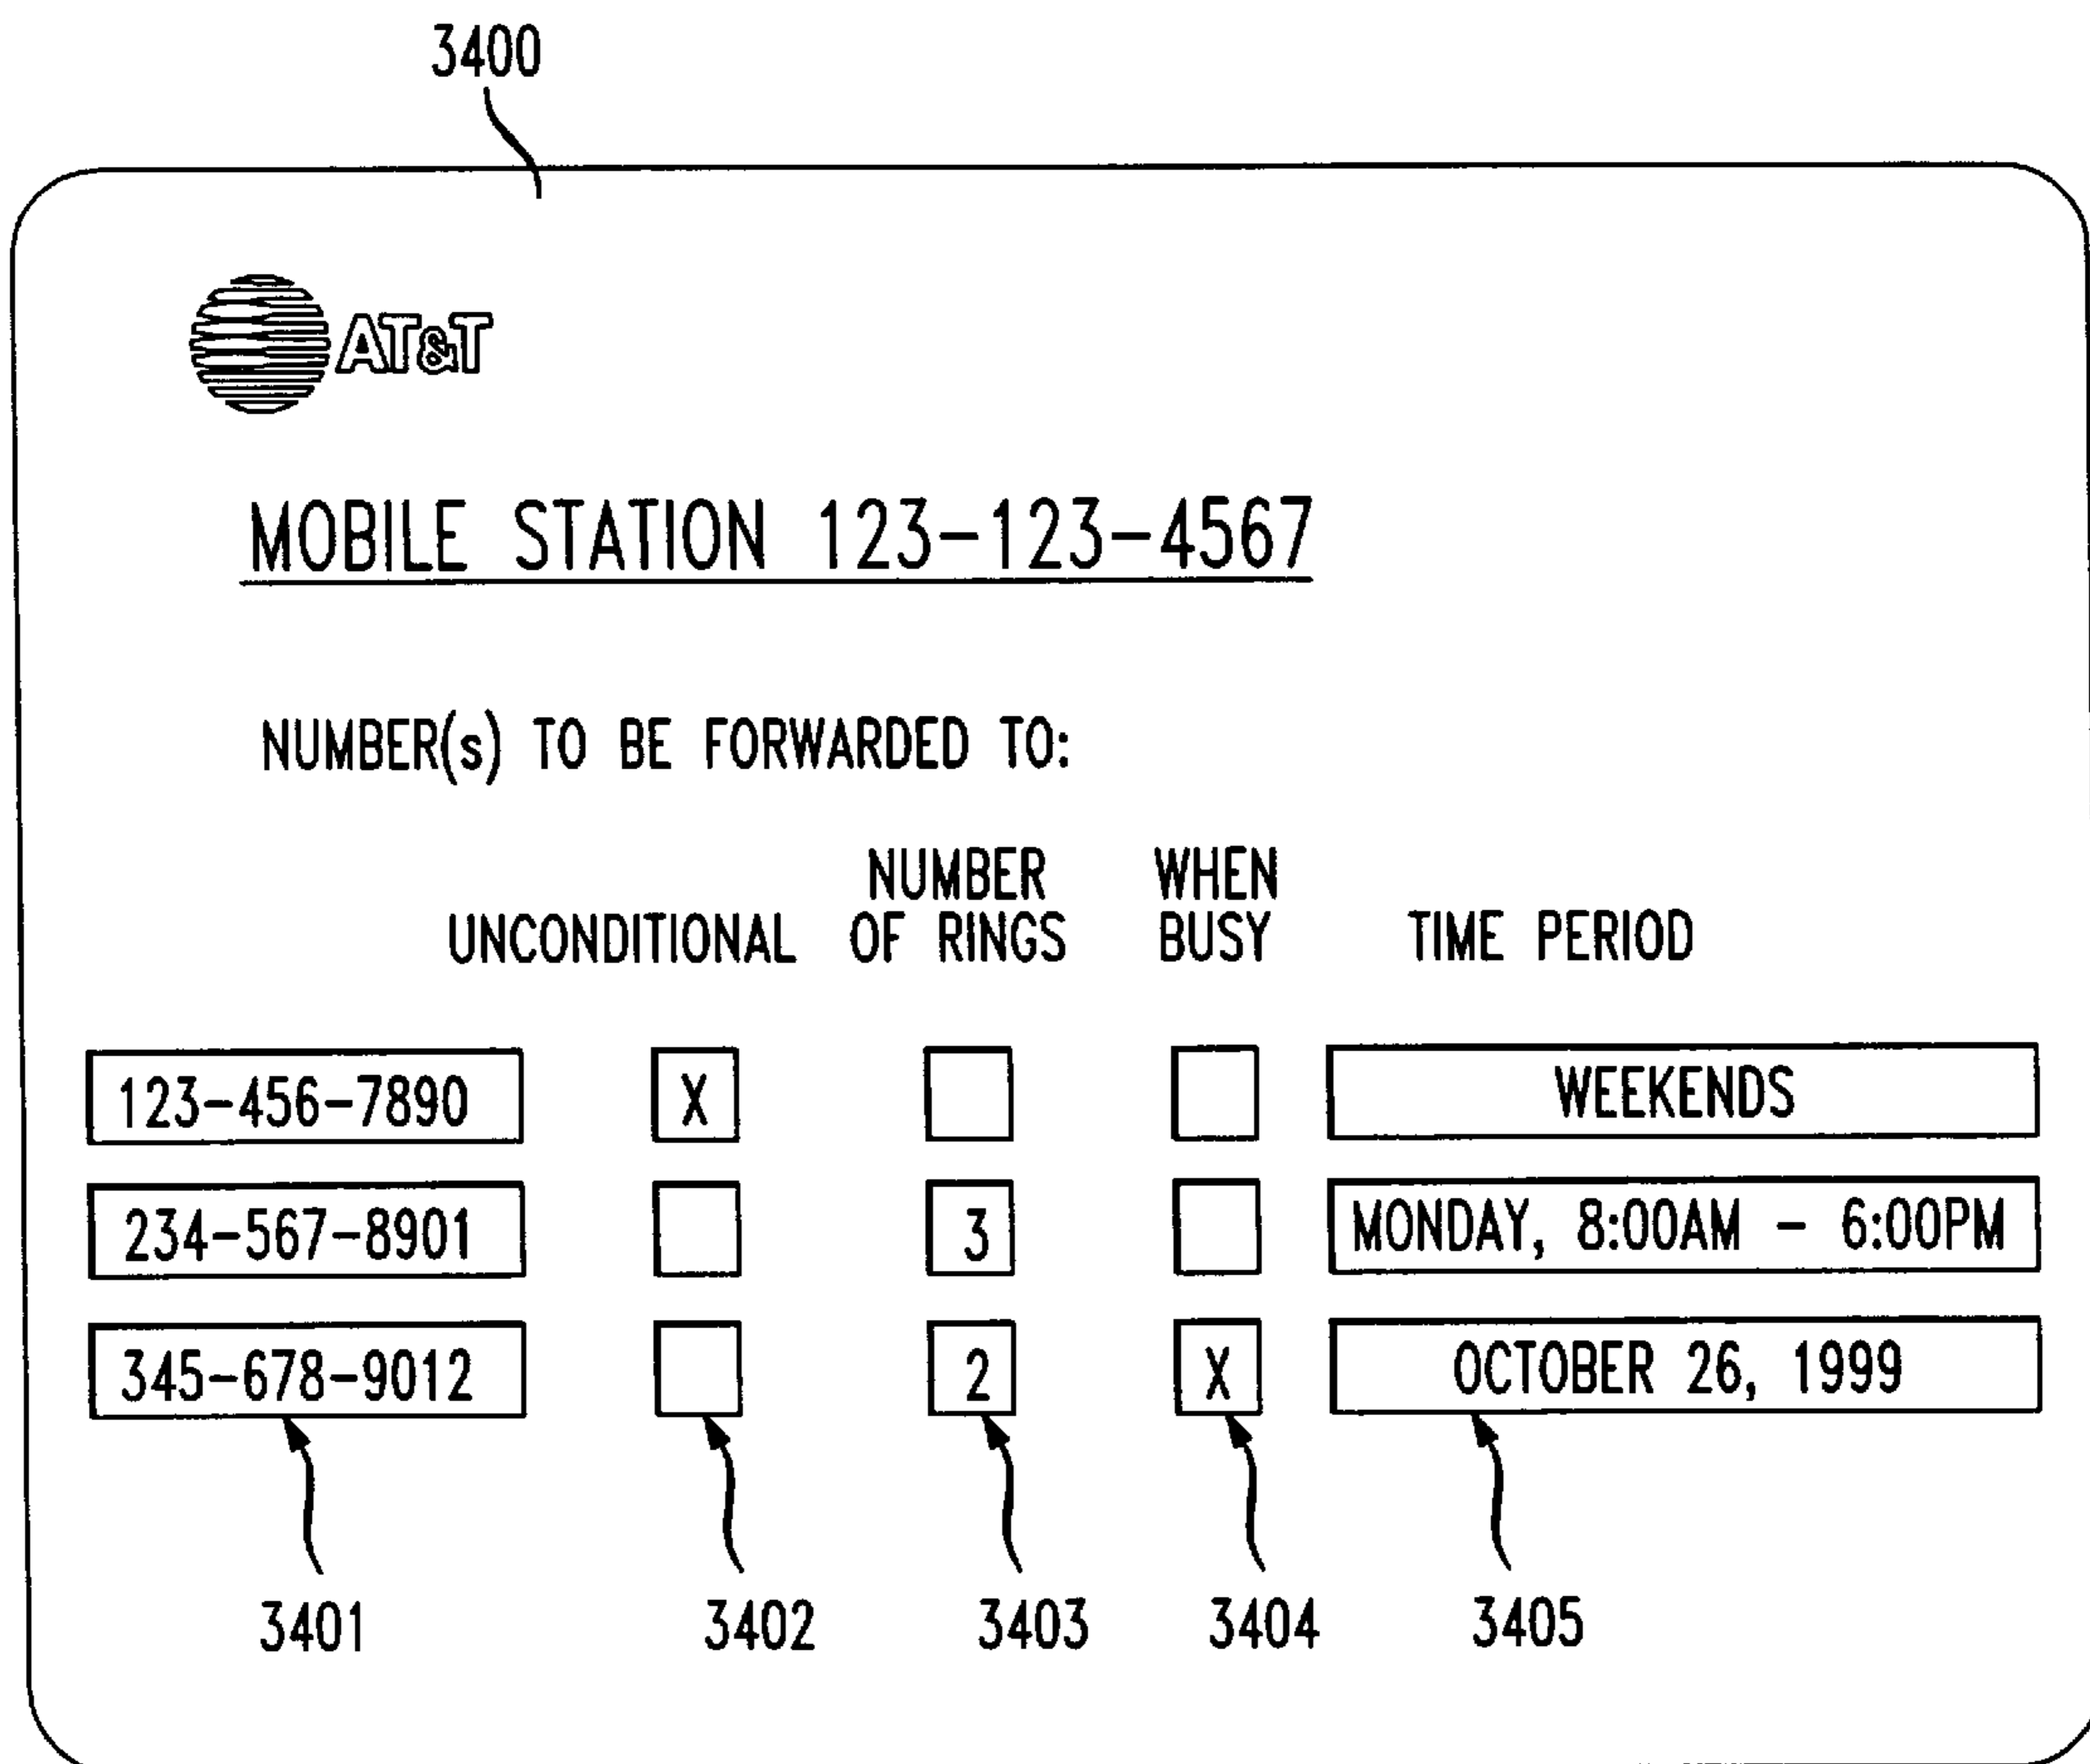 3400
AT&T
MOBILE STATION 123-123-4567
NUMBER(s) TO BE FORWARDED TO:
UNCONDITIONAL NUMBER OF RINGS WHEN BUSY TIME PERIOD
123-456-7890 X WEEKENDS
234-567-8901 3 MONDAY, 8:00AM - 6:00PM
345-678-9012 2 X OCTOBER 26, 1999
3401 3402 3403 3404 3405